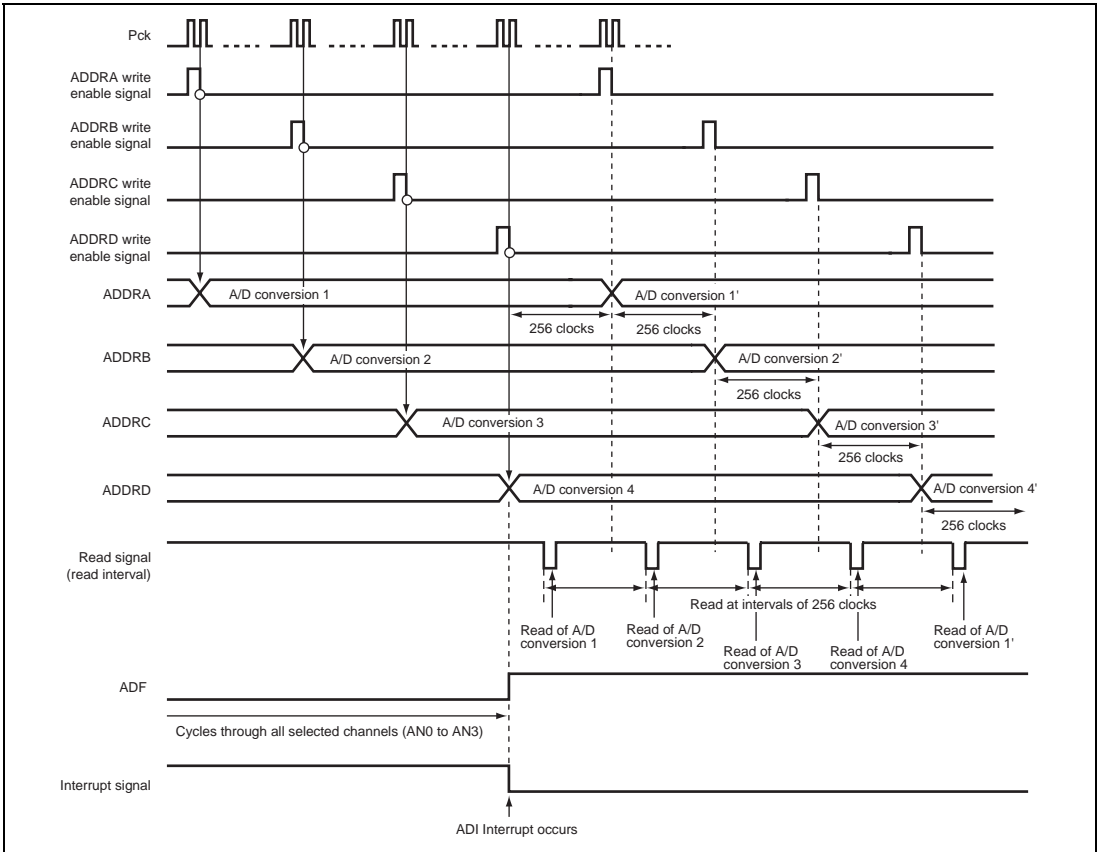 Pck
ADDRA write
enable signal
ADDRB write
enable signal
ADDRC write
enable signal
ADDRD write
enable signal
ADDRA
A/D conversion 1
A/D conversion 1'
256 clocks
256 clocks
ADDRB
A/D conversion 2
A/D conversion 2'
256 clocks
ADDRC
A/D conversion 3
A/D conversion 3'
256 clocks
ADDRD
A/D conversion 4
A/D conversion 4'
256 clocks
Read signal
(read interval)
Read at intervals of 256 clocks
Read of A/D
conversion 1
Read of A/D
conversion 2
Read of A/D
conversion 3
Read of A/D
conversion 4
Read of A/D
conversion 1'
ADF
Cycles through all selected channels (AN0 to AN3)
Interrupt signal
ADI Interrupt occurs